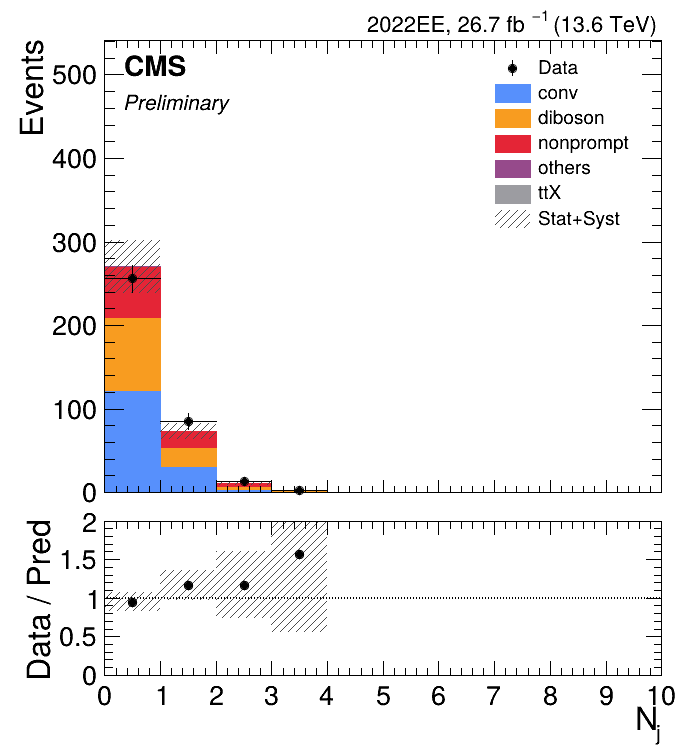 2022EE, 26.7 fb⁻¹ (13.6 TeV)
CMS
Preliminary
Events
500
400
300
200
100
0
Data
conv
diboson
nonprompt
others
ttX
Stat+Syst
Data / Pred
2
1.5
1
0.5
0
0 1 2 3 4 5 6 7 8 9 10
Nj